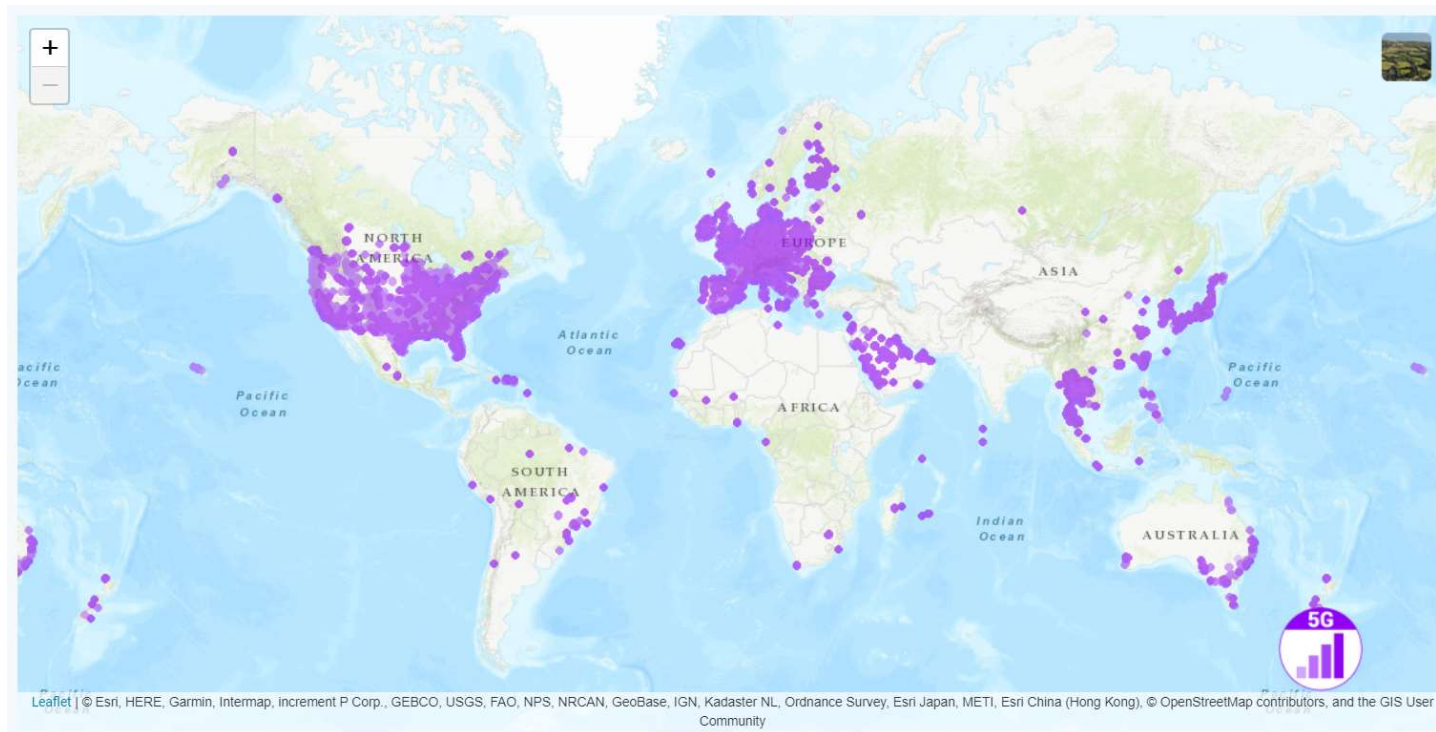 +
−
NORTH
AMERICA
EUROPE
ASIA
Atlantic
Ocean
acific
Ocean
Pacific
Ocean
Pacific
Ocean
AFRICA
SOUTH
AMERICA
Indian
Ocean
AUSTRALIA
5G
Leaflet | © Esri, HERE, Garmin, Intermap, increment P Corp., GEBCO, USGS, FAO, NPS, NRCAN, GeoBase, IGN, Kadaster NL, Ordnance Survey, Esri Japan, METI, Esri China (Hong Kong), © OpenStreetMap contributors, and the GIS User
Community